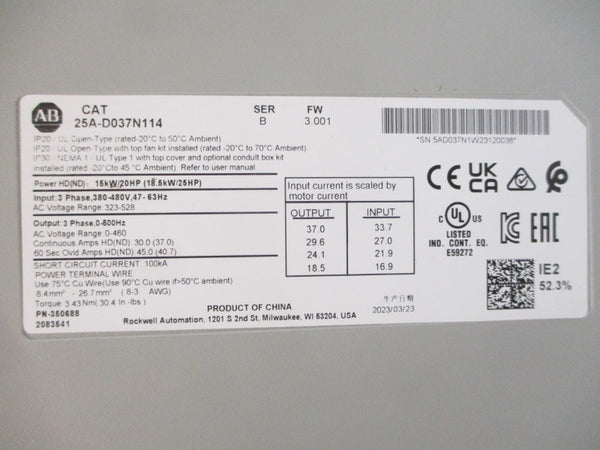 AB
CAT SER FW
25A-D037N114 B 3.001
IP20 / UL Open-Type (rated -20°C to 50°C Ambient)
IP20 / UL Open-Type with top fan kit installed (rated -20°C to 70°C Ambient)
IP30 / NEMA 1 / UL Type 1 with top cover and optional conduit box kit
installed (rated -20Cto 45 °C Ambient). Refer to user manual
Power HD(ND): 15kW/20HP (18.5kW/25HP)
Input:3 Phase,380-480V,47- 63Hz
AC Voltage Range: 323-528
Output: 3 Phase,0-500Hz
AC Voltage Range: 0-460
Continuous Amps HD(ND): 30.0 (37.0)
60 Sec Ovld Amps HD(ND): 45.0 (40.7)
SHORT CIRCUIT CURRENT: 100kA
POWER TERMINAL WIRE
Use 75°C Cu Wire(Use 90°C Cu wire if>50°C ambient)
8.4mm² - 26.7mm² (8-3 AWG)
Torque 3.43Nm(30.4 In -lbs)
PN-350688
2083541
Input current is scaled by
motor current
OUTPUT INPUT
37.0 33.7
29.6 27.0
24.1 21.9
18.5 16.9
PRODUCT OF CHINA
Rockwell Automation, 1201 S 2nd St, Milwaukee, WI 53204, USA
生产日期
2023/03/23
*SN 5AD037N1W23120038*
CE UK CA
C UL US
LISTED
IND. CONT. EQ.
E59272
EAC
IE2
52.3%